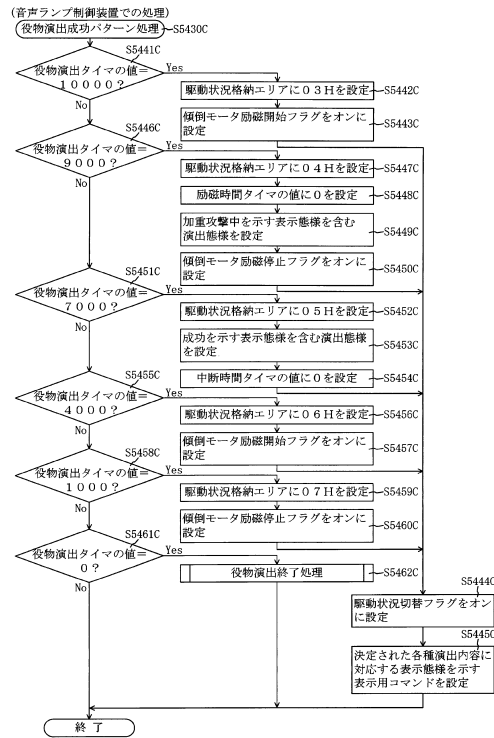 (音声ランプ制御装置での処理)
役物演出成功パターン処理
S5430C
S5441C
役物演出タイマの値=
10000?
Yes
No
駆動状況格納エリアに03Hを設定
S5442C
傾倒モータ励磁開始フラグをオンに
設定
S5443C
S5446C
役物演出タイマの値=
9000?
Yes
No
駆動状況格納エリアに04Hを設定
S5447C
励磁時間タイマの値に0を設定
S5448C
加重攻撃中を示す表示態様を含む
演出態様を設定
S5449C
傾倒モータ励磁停止フラグをオンに
設定
S5450C
S5451C
役物演出タイマの値=
7000?
Yes
No
駆動状況格納エリアに05Hを設定
S5452C
成功を示す表示態様を含む演出態様
を設定
S5453C
中断時間タイマの値に0を設定
S5454C
S5455C
役物演出タイマの値=
4000?
Yes
No
駆動状況格納エリアに06Hを設定
S5456C
傾倒モータ励磁開始フラグをオンに
設定
S5457C
S5458C
役物演出タイマの値=
1000?
Yes
No
駆動状況格納エリアに07Hを設定
S5459C
傾倒モータ励磁停止フラグをオンに
設定
S5460C
S5461C
役物演出タイマの値=
0?
Yes
No
役物演出終了処理
S5462C
S5444C
駆動状況切替フラグをオン
に設定
S5445C
決定された各種演出内容に
対応する表示態様を示す
表示用コマンドを設定
終了